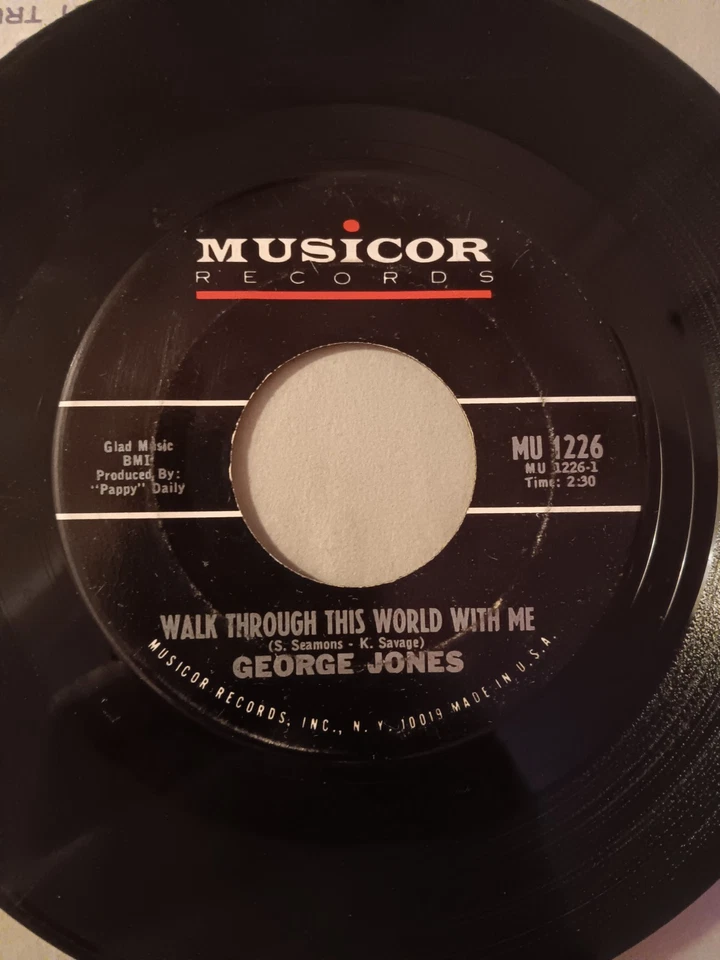 MUSICOR
RECORDS
Glad Music
BMI
Produced By:
"Pappy" Daily
MU 1226
MU 1226-1
Time: 2:30
WALK THROUGH THIS WORLD WITH ME
(S. Seamons - K. Savage)
GEORGE JONES
MUSICOR RECORDS, INC., N. Y. 10019 MADE IN U.S.A.